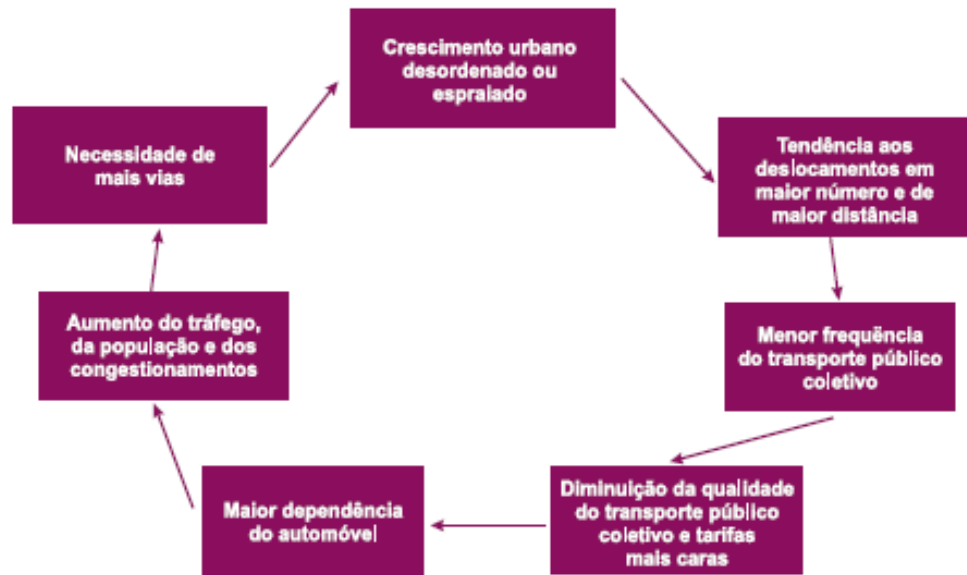 Crescimento urbano
desordenado ou
espraiado
Tendência aos
deslocamentos em
maior número e de
maior distância
Menor frequência
do transporte público
coletivo
Diminuição da qualidade
do transporte público
coletivo e tarifas
mais caras
Maior dependência
do automóvel
Aumento do tráfego,
da população e dos
congestionamentos
Necessidade de
mais vias